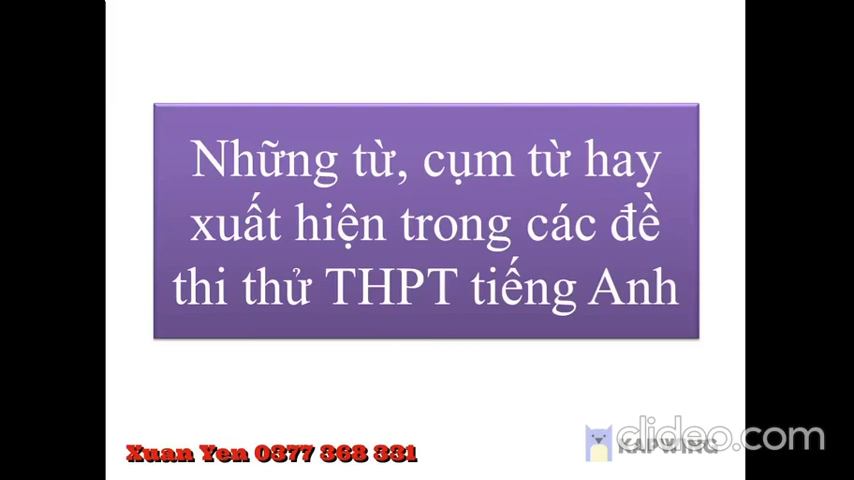 Những từ, cụm từ hay
xuất hiện trong các đề
thi thử THPT tiếng Anh
Xuan Yen 0377 368 331
KAPWING
clideo.com